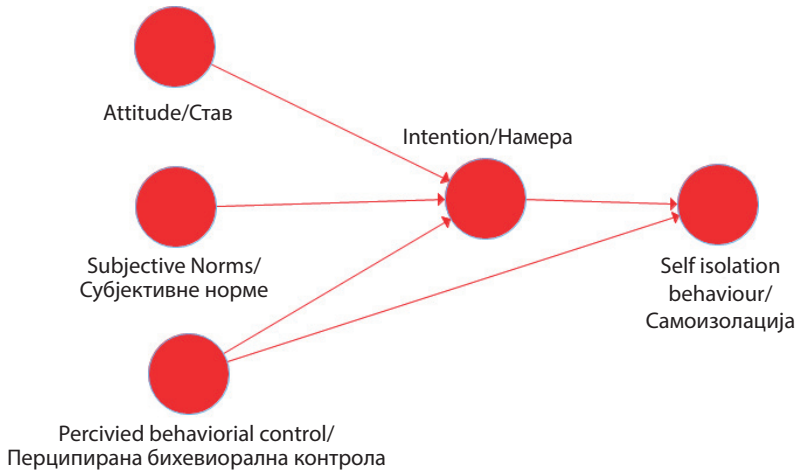 Attitude/Став
Intention/Намера
Subjective Norms/
Субјективне норме
Self isolation
behaviour/
Самоизолација
Percivied behaviorial control/
Перципирана бихевиорална контрола